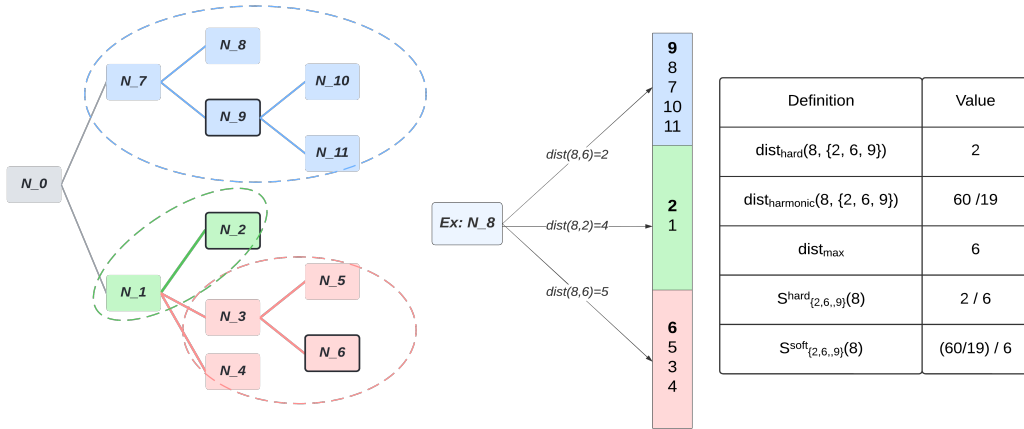 N_0
N_7
N_8
N_9
N_10
N_11
N_1
N_2
N_3
N_4
N_5
N_6
Ex: N_8
dist(8,6)=2
dist(8,2)=4
dist(8,6)=5
9
8
7
10
11
2
1
6
5
3
4
Definition Value
dist_hard(8, {2, 6, 9}) 2
dist_harmonic(8, {2, 6, 9}) 60 /19
dist_max 6
S^hard_{2,6,,9}(8) 2 / 6
S^soft_{2,6,,9}(8) (60/19) / 6